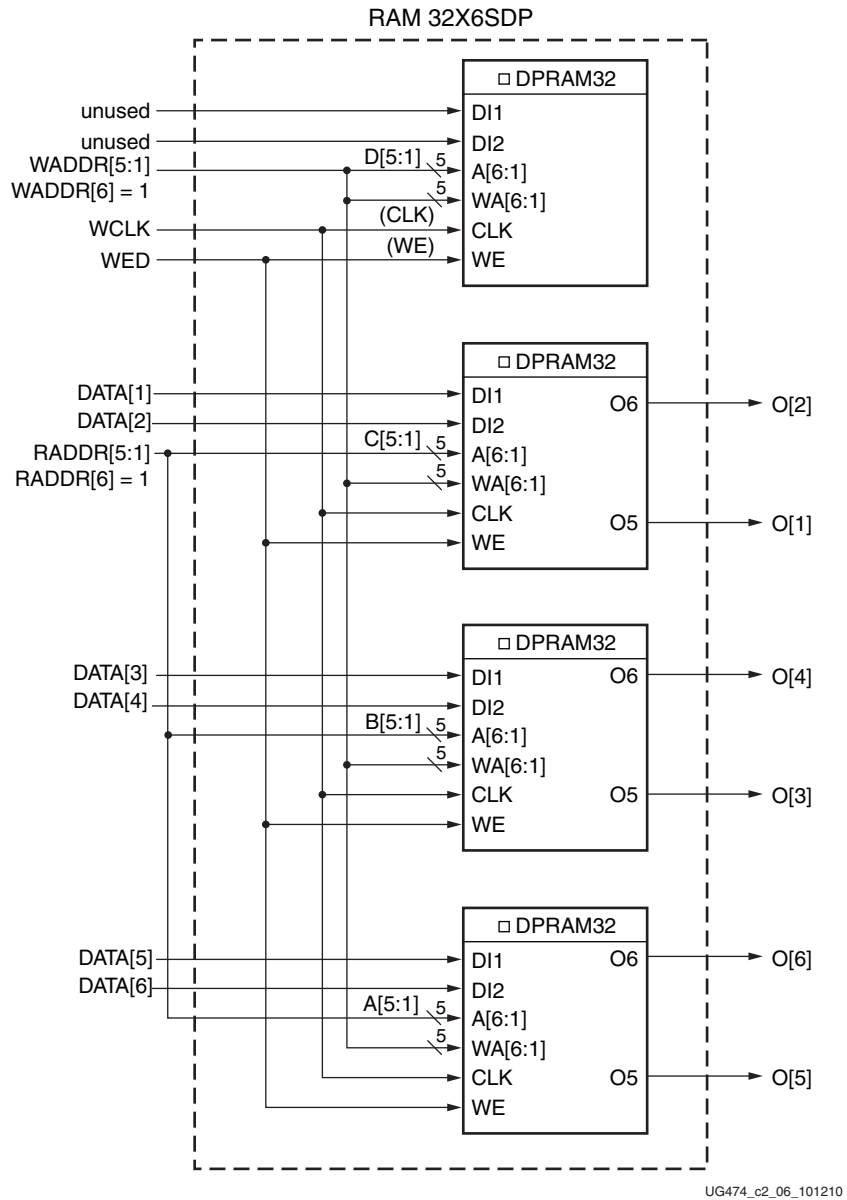 RAM 32X6SDP
DPRAM32
unused DI1
unused DI2
WADDR[5:1] D[5:1] 5 A[6:1]
WADDR[6] = 1 5 WA[6:1]
WCLK (CLK) CLK
WED (WE) WE
DPRAM32
DATA[1] DI1 O6 O[2]
DATA[2] DI2
RADDR[5:1] C[5:1] 5 A[6:1]
RADDR[6] = 1 5 WA[6:1]
CLK O5 O[1]
WE
DPRAM32
DATA[3] DI1 O6 O[4]
DATA[4] DI2
B[5:1] 5 A[6:1]
5 WA[6:1]
CLK O5 O[3]
WE
DPRAM32
DATA[5] DI1 O6 O[6]
DATA[6] DI2
A[5:1] 5 A[6:1]
5 WA[6:1]
CLK O5 O[5]
WE
UG474_c2_06_101210